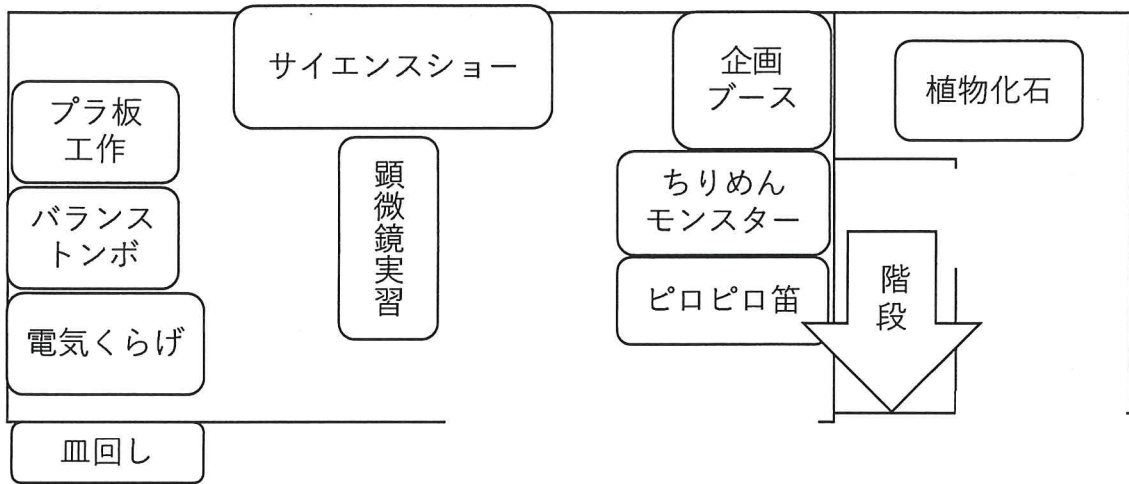 サイエンスショー
企画
ブース
植物化石
プラ板
工作
顕微鏡実習
ちりめん
モンスター
バランス
トンボ
階段
ピロピロ笛
電気くらげ
皿回し